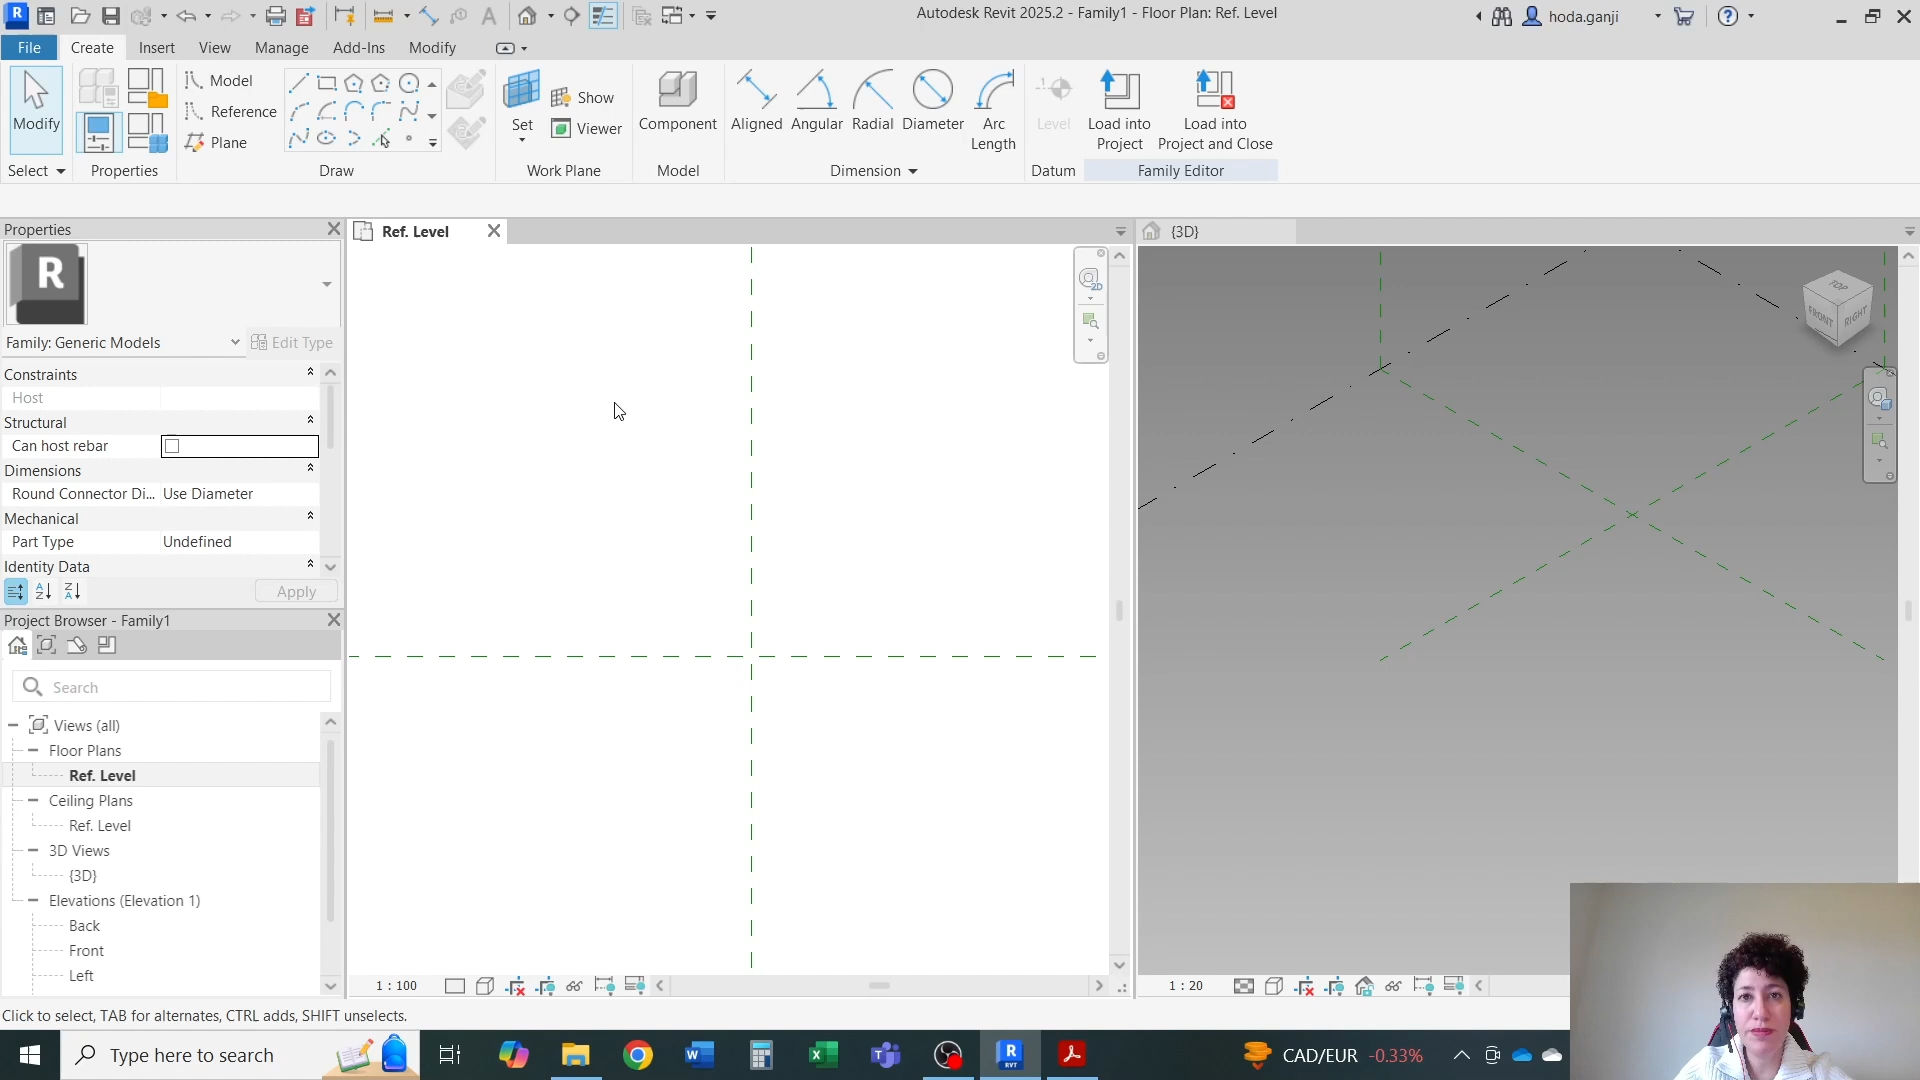 Autodesk Revit 2025.2 - Family1 - Floor Plan: Ref. Level
hoda.ganji
File Create Insert View Manage Add-Ins Modify
Modify
Select
Properties
Model
Reference
Plane
Draw
Set
Show
Viewer
Work Plane
Component
Model
Aligned
Angular
Radial
Diameter
Arc
Length
Dimension
Level
Datum
Load into
Project
Load into
Project and Close
Family Editor
Properties
R
Family: Generic Models
Edit Type
Constraints
Host
Structural
Can host rebar
Dimensions
Round Connector Di... Use Diameter
Mechanical
Part Type Undefined
Identity Data
Apply
Project Browser - Family1
Search
Views (all)
Floor Plans
Ref. Level
Ceiling Plans
Ref. Level
3D Views
{3D}
Elevations (Elevation 1)
Back
Front
Left
Ref. Level
2D
1 : 100
{3D}
TOP
FRONT
RIGHT
1 : 20
Click to select, TAB for alternates, CTRL adds, SHIFT unselects.
Type here to search
CAD/EUR -0.33%